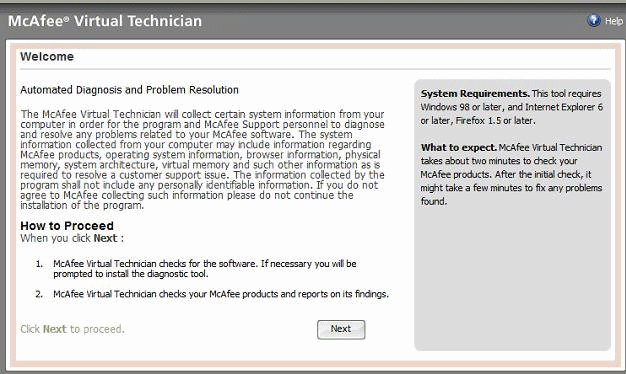 McAfee® Virtual Technician
Help
Welcome
Automated Diagnosis and Problem Resolution
The McAfee Virtual Technician will collect certain system information from your
computer in order for the program and McAfee Support personnel to diagnose
and resolve any problems related to your McAfee software. The system
information collected from your computer may include information regarding
McAfee products, operating system information, browser information, physical
memory, system architecture, virtual memory and such other information as is
required to resolve a customer support issue. The information collected by the
program shall not include any personally identifiable information. If you do not
agree to McAfee collecting such information please do not continue the
installation of the program.
How to Proceed
When you click Next :
1. McAfee Virtual Technician checks for the software. If necessary you will be
prompted to install the diagnostic tool.
2. McAfee Virtual Technician checks your McAfee products and reports on its findings.
Click Next to proceed.
Next
System Requirements. This tool requires
Windows 98 or later, and Internet Explorer 6
or later, Firefox 1.5 or later.
What to expect. McAfee Virtual Technician
takes about two minutes to check your
McAfee products. After the initial check, it
might take a few minutes to fix any problems
found.